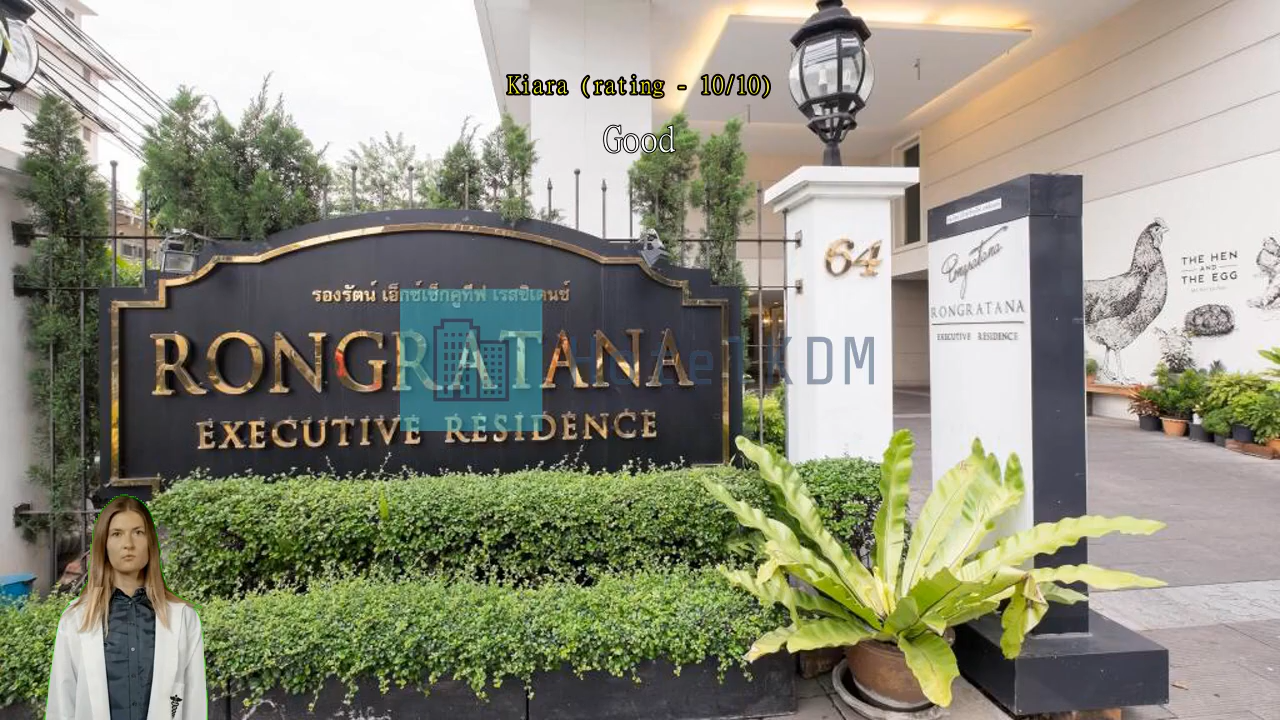 Kiara (rating - 10/10)
Good
64
รองรัตน์ เอ็กซ์เซ็กคูทีฟ เรสซิเดนซ์
RONGRATANA
EXECUTIVE RESIDENCE
KDM
Rongratana
RONGRATANA
EXECUTIVE RESIDENCE
THE HEN
AND
THE EGG